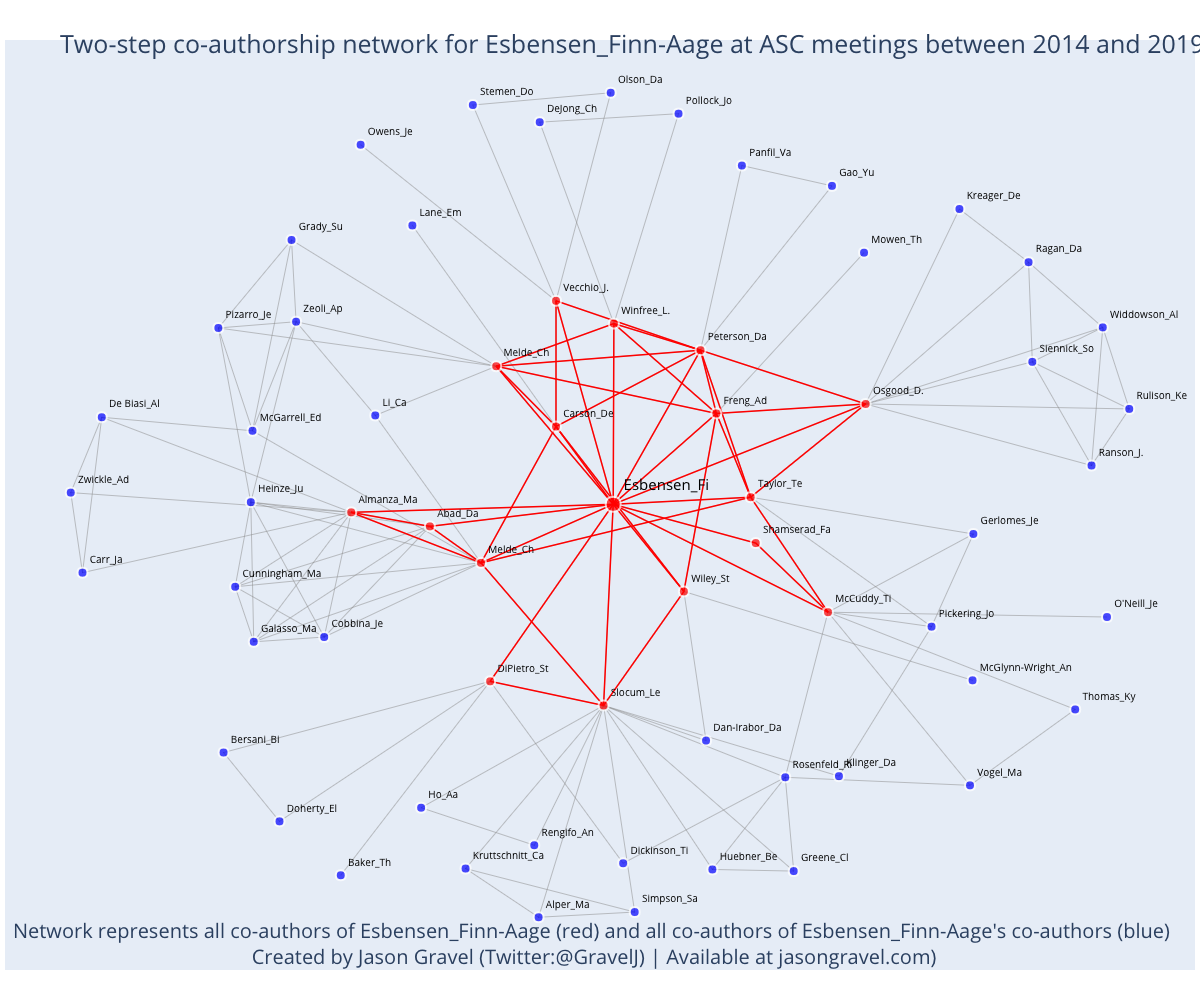 Two-step co-authorship network for Esbensen_Finn-Aage at ASC meetings between 2014 and 2019
Olson_Da
Stemen_Do
Pollock_Jo
DeJong_Ch
Owens_Je
Panfil_Va
Gao_Yu
Kreager_De
Lane_Em
Grady_Su
Mowen_Th
Ragan_Da
Vecchio_J.
Zeoli_Ap
Pizarro_Je
Winfree_L.
Widdowson_Al
Peterson_Da
Melde_Ch
Siennick_So
Osgood_D.
Rulison_Ke
Li_Ca
De Biasi_Al
Freng_Ad
Carson_De
McGarrell_Ed
Ranson_J.
Taylor_Te
Zwickle_Ad
Esbensen_Fi
Heinze_Ju
Almanza_Ma
Abad_Da
Gerlomes_Je
Shamserad_Fa
Melde_Ch
Carr_Ja
Cunningham_Ma
Wiley_St
McCuddy_Ti
O'Neill_Je
Pickering_Jo
Cobbina_Je
Galasso_Ma
DiPietro_St
McGlynn-Wright_An
Slocum_Le
Thomas_Ky
Dan-Irabor_Da
Bersani_Bi
Rosenfeld_Ri
Klinger_Da
Vogel_Ma
Ho_Aa
Doherty_El
Rengifo_An
Dickinson_Ti
Kruttschnitt_Ca
Huebner_Be
Greene_Cl
Baker_Th
Simpson_Sa
Alper_Ma
Network represents all co-authors of Esbensen_Finn-Aage (red) and all co-authors of Esbensen_Finn-Aage's co-authors (blue)
Created by Jason Gravel (Twitter:@GravelJ) | Available at jasongravel.com)